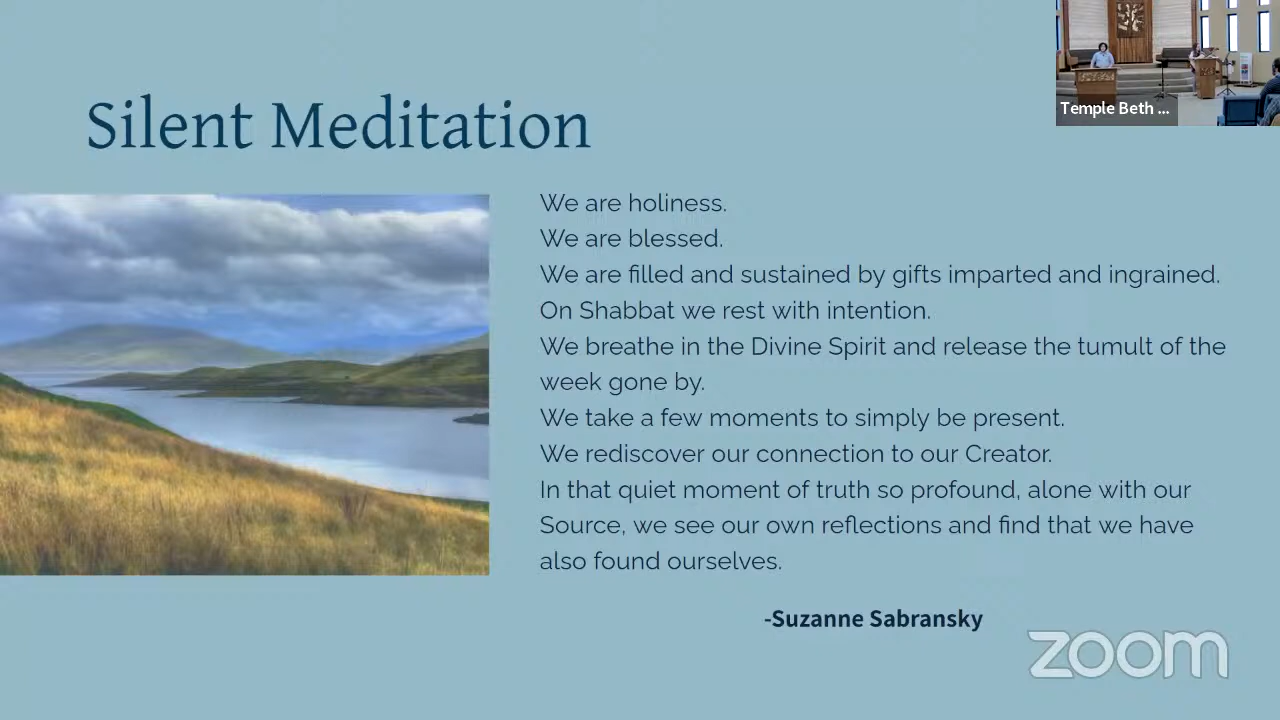 Temple Beth ...
Silent Meditation
We are holiness.
We are blessed.
We are filled and sustained by gifts imparted and ingrained.
On Shabbat we rest with intention.
We breathe in the Divine Spirit and release the tumult of the
week gone by.
We take a few moments to simply be present.
We rediscover our connection to our Creator.
In that quiet moment of truth so profound, alone with our
Source, we see our own reflections and find that we have
also found ourselves.
-Suzanne Sabransky
zoom